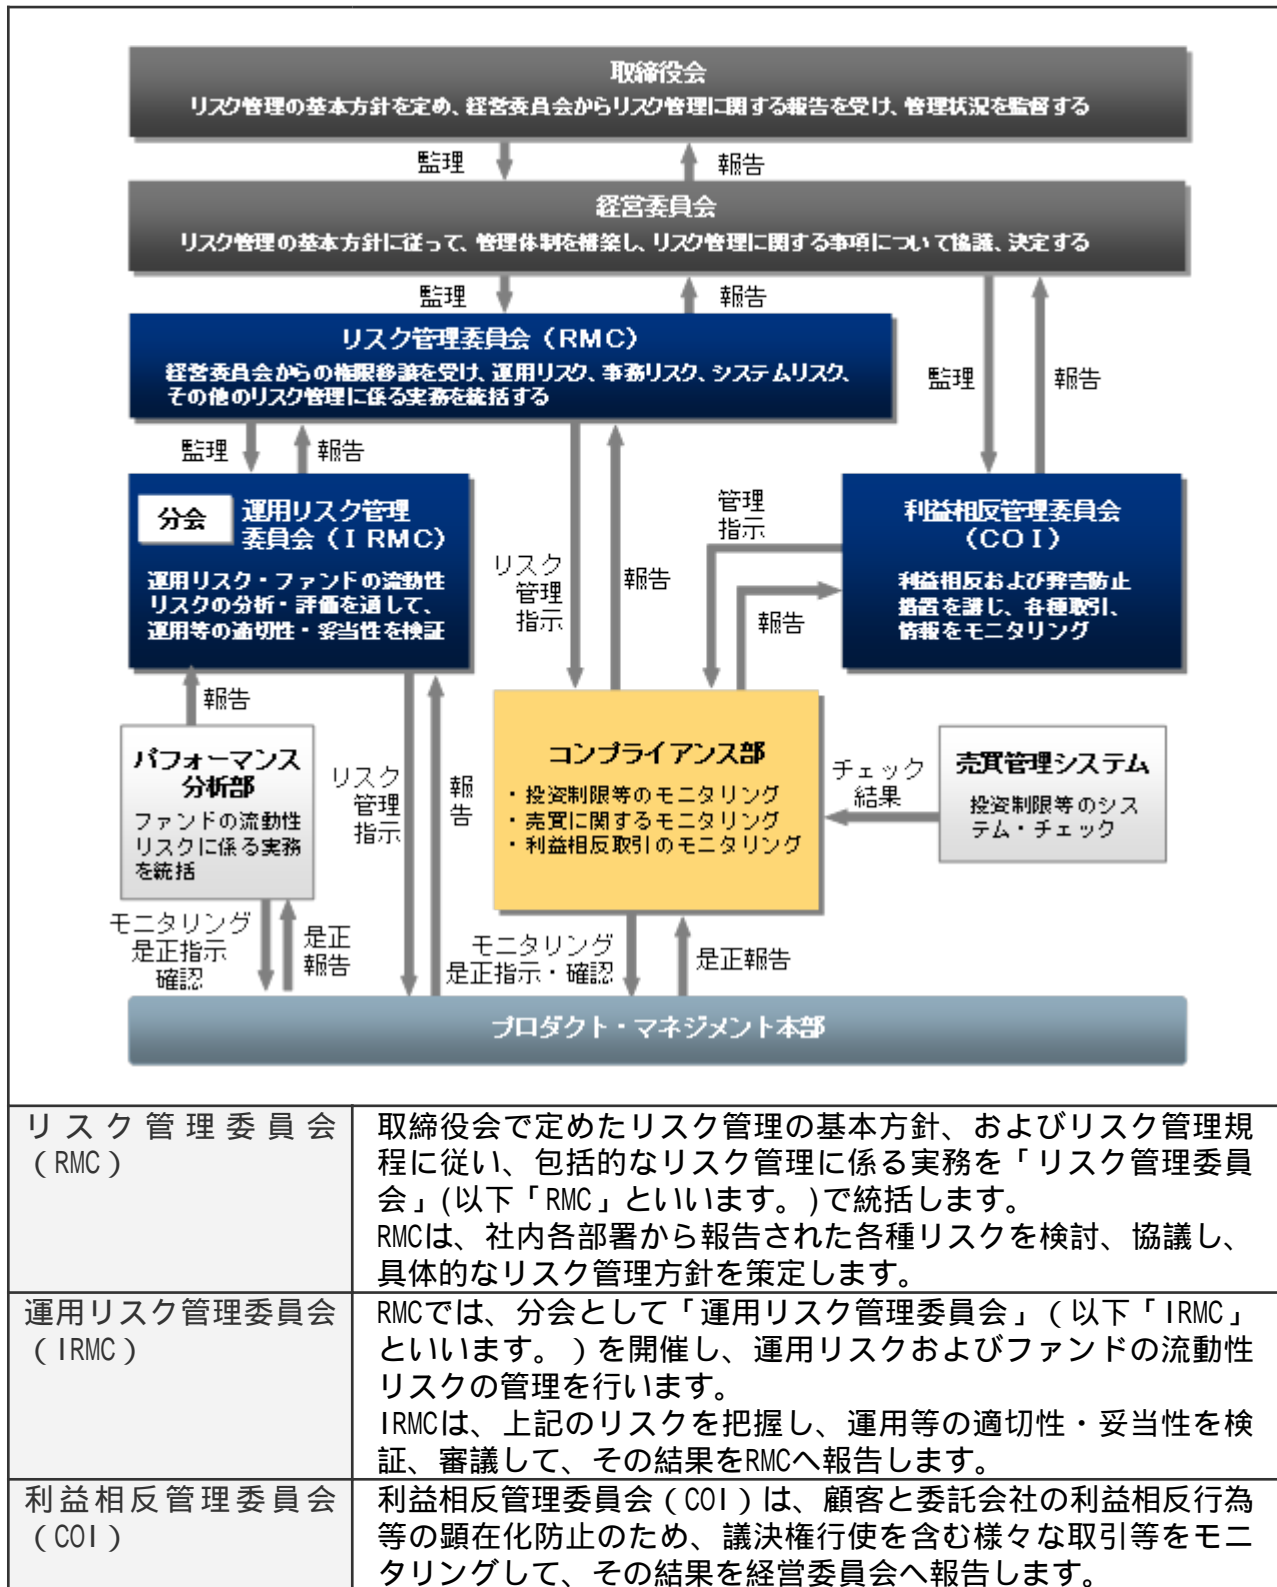 取締役会
リスク管理の基本方針を定め、経営委員会からリスク管理に関する報告を受け、管理状況を監督する
監理
報告
経営委員会
リスク管理の基本方針に従って、管理体制を構築し、リスク管理に関する事項について協議、決定する
監理
報告
リスク管理委員会（RMC）
経営委員会からの権限移譲を受け、運用リスク、事務リスク、システムリスク、
その他のリスク管理に係る実務を統括する
監理
報告
監理
報告
分会
運用リスク管理
委員会（IRMC）
運用リスク・ファンドの流動性
リスクの分析・評価を通して、
運用等の適切性・妥当性を検証
リスク
管理
指示
報告
管理
指示
報告
利益相反管理委員会
（COI）
利益相反および弊害防止
措置を講じ、各種取引、
情報をモニタリング
報告
パフォーマンス
分析部
ファンドの流動性
リスクに係る実務
を統括
リスク
管理
指示
報
告
コンプライアンス部
・投資制限等のモニタリング
・売買に関するモニタリング
・利益相反取引のモニタリング
チェック
結果
売買管理システム
投資制限等のシス
テム・チェック
モニタリング
是正指示
確認
是正
報告
モニタリング
是正指示・確認
是正報告
プロダクト・マネジメント本部
リスク管理委員会
（RMC）
取締役会で定めたリスク管理の基本方針、およびリスク管理規
程に従い、包括的なリスク管理に係る実務を「リスク管理委員
会」(以下「RMC」といいます。)で統括します。
RMCは、社内各部署から報告された各種リスクを検討、協議し、
具体的なリスク管理方針を策定します。
運用リスク管理委員会
（IRMC）
RMCでは、分会として「運用リスク管理委員会」（以下「IRMC」
といいます。）を開催し、運用リスクおよびファンドの流動性
リスクの管理を行います。
IRMCは、上記のリスクを把握し、運用等の適切性・妥当性を検
証、審議して、その結果をRMCへ報告します。
利益相反管理委員会
（COI）
利益相反管理委員会（COI）は、顧客と委託会社の利益相反行為
等の顕在化防止のため、議決権行使を含む様々な取引等をモニ
タリングして、その結果を経営委員会へ報告します。